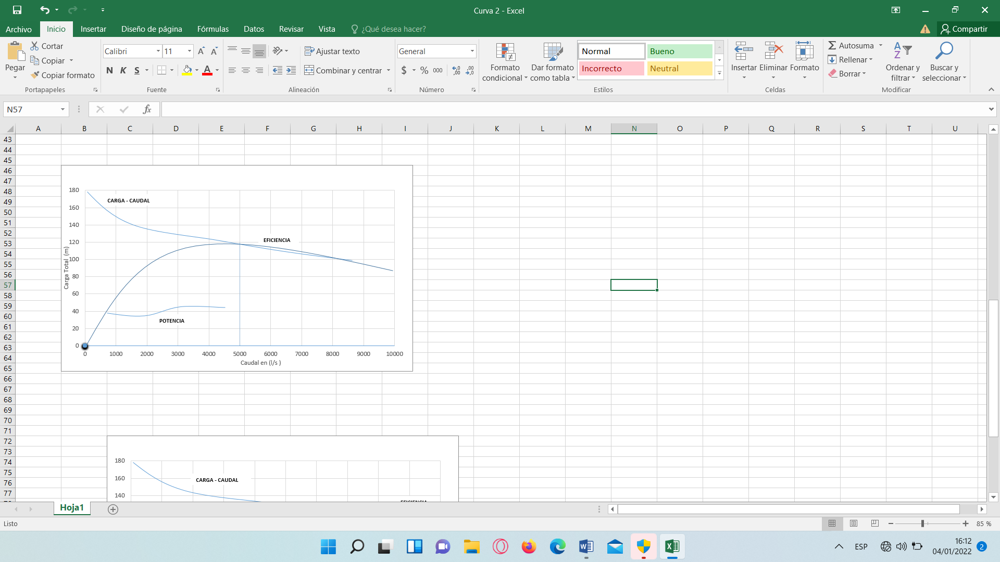 Curva 2 - Excel
Archivo Inicio Insertar Diseño de página Fórmulas Datos Revisar Vista ¿Qué desea hacer? Compartir
Pegar
Cortar
Copiar
Copiar formato
Portapapeles
Calibri 11
N K S
Fuente
Ajustar texto
Combinar y centrar
Alineación
General
$ % 000
Número
Formato condicional
Dar formato como tabla
Normal Bueno
Incorrecto Neutral
Estilos
Insertar Eliminar Formato
Celdas
Autosuma
Rellenar
Borrar
Ordenar y filtrar
Buscar y seleccionar
Modificar
N57
fx
A B C D E F G H I J K L M N O P Q R S T U
43
44
45
46
47
48
49
50
51
52
53
54
55
56
57
58
59
60
61
62
63
64
65
66
67
68
69
70
71
72
73
74
75
76
77
180
160
140
120
100
80
60
40
20
0
Carga Total (m)
CARGA - CAUDAL
EFICIENCIA
POTENCIA
0 1000 2000 3000 4000 5000 6000 7000 8000 9000 10000
Caudal en (l/s )
180
160
140
CARGA - CAUDAL
EFICIENCIA
Hoja1
Listo
85 %
ESP
16:12
04/01/2022
2